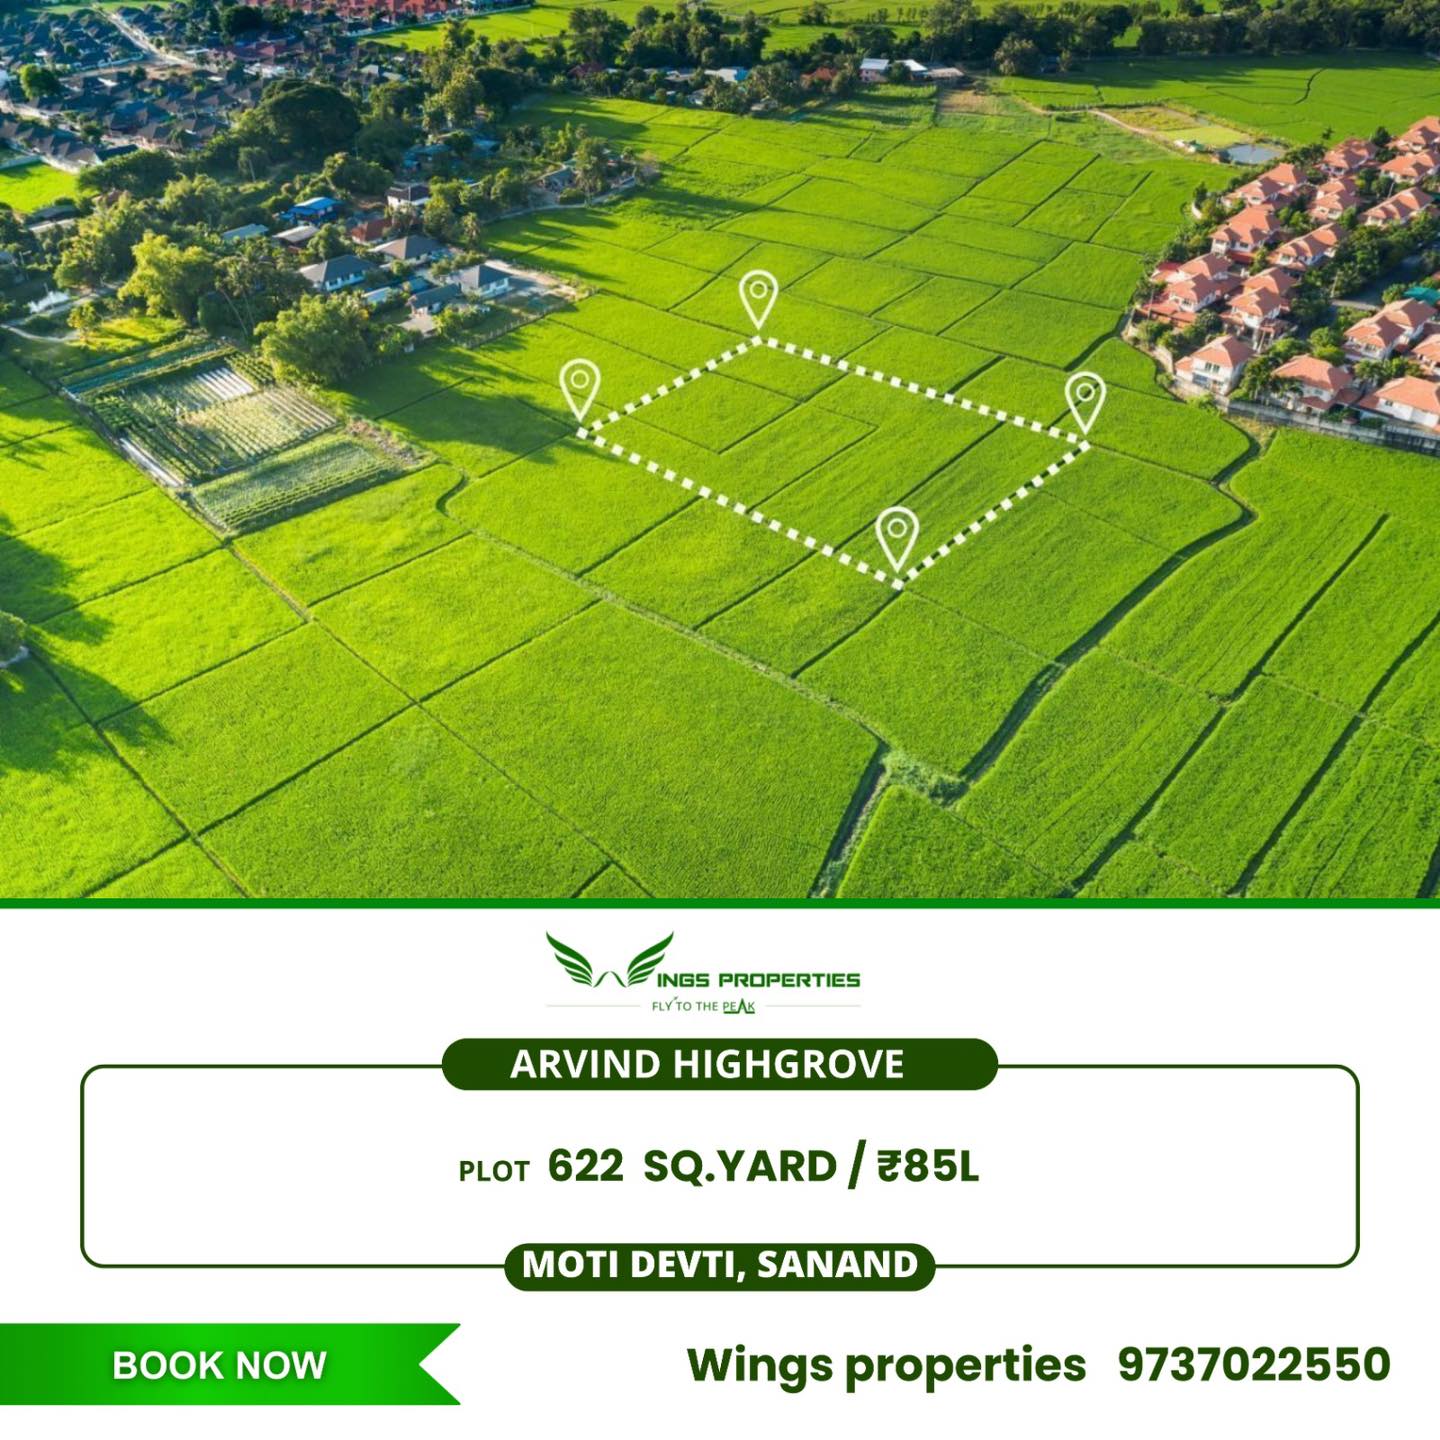 WINGS PROPERTIES
FLY TO THE PEAK
ARVIND HIGHGROVE
PLOT 622 SQ.YARD / ₹85L
MOTI DEVTI, SANAND
BOOK NOW
Wings properties 9737022550